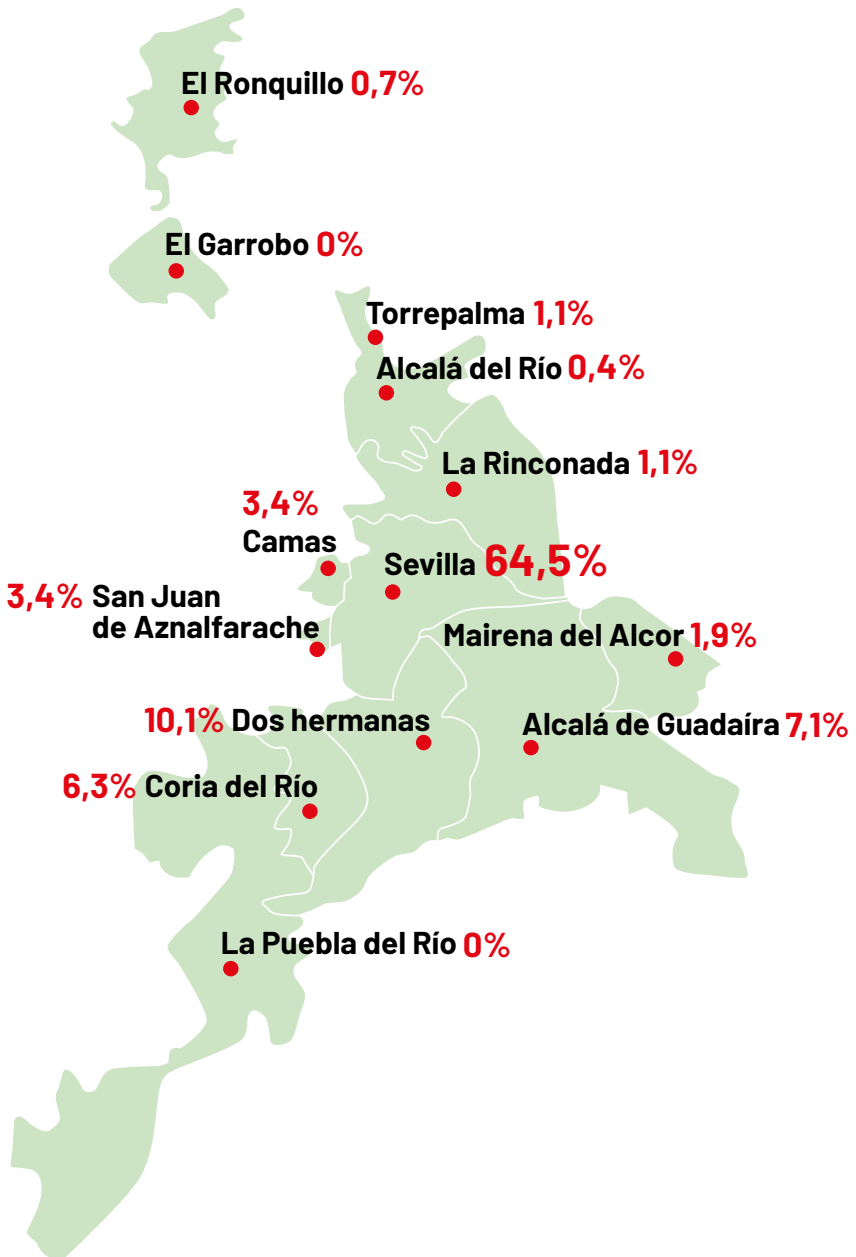 El Ronquillo 0,7%
El Garrobo 0%
Torrepalma 1,1%
Alcalá del Río 0,4%
La Rinconada 1,1%
3,4%
Camas
Sevilla 64,5%
3,4% San Juan
de Aznalfarache
Mairena del Alcor 1,9%
10,1% Dos hermanas
Alcalá de Guadaíra 7,1%
6,3% Coria del Río
La Puebla del Río 0%